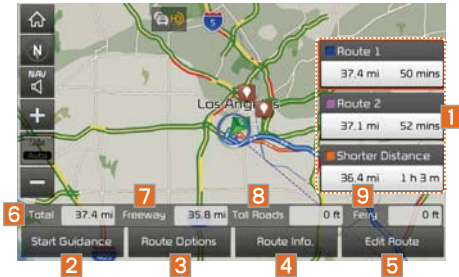 HD
5
N
NAV
Auto
Los Angeles
Route 1
37.4 mi 50 mins
Route 2
37.1 mi 52 mins
Shorter Distance
36.4 mi 1 h 3 m
1
7
8
9
6
Total 37.4 mi Freeway 35.8 mi Toll Roads 0 ft Ferry 0 ft
Start Guidance Route Options Route Info. Edit Route
2 3 4 5